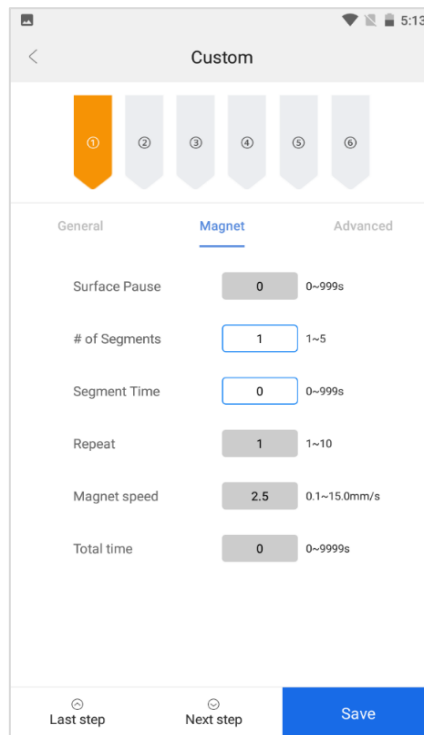 5:13
Custom
① ② ③ ④ ⑤ ⑥
General Magnet Advanced
Surface Pause 0 0~999s
# of Segments 1 1~5
Segment Time 0 0~999s
Repeat 1 1~10
Magnet speed 2.5 0.1~15.0mm/s
Total time 0 0~9999s
Last step Next step Save